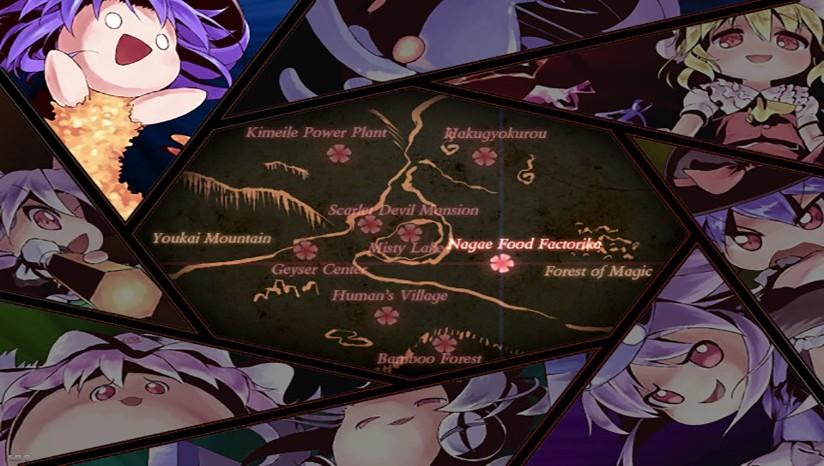 Kimeile Power Plant
Hakugyokurou
Scarlet Devil Mansion
Youkai Mountain
Misty Lake
Nagae Food Factoriko
Geyser Center
Forest of Magic
Human's Village
Bamboo Forest